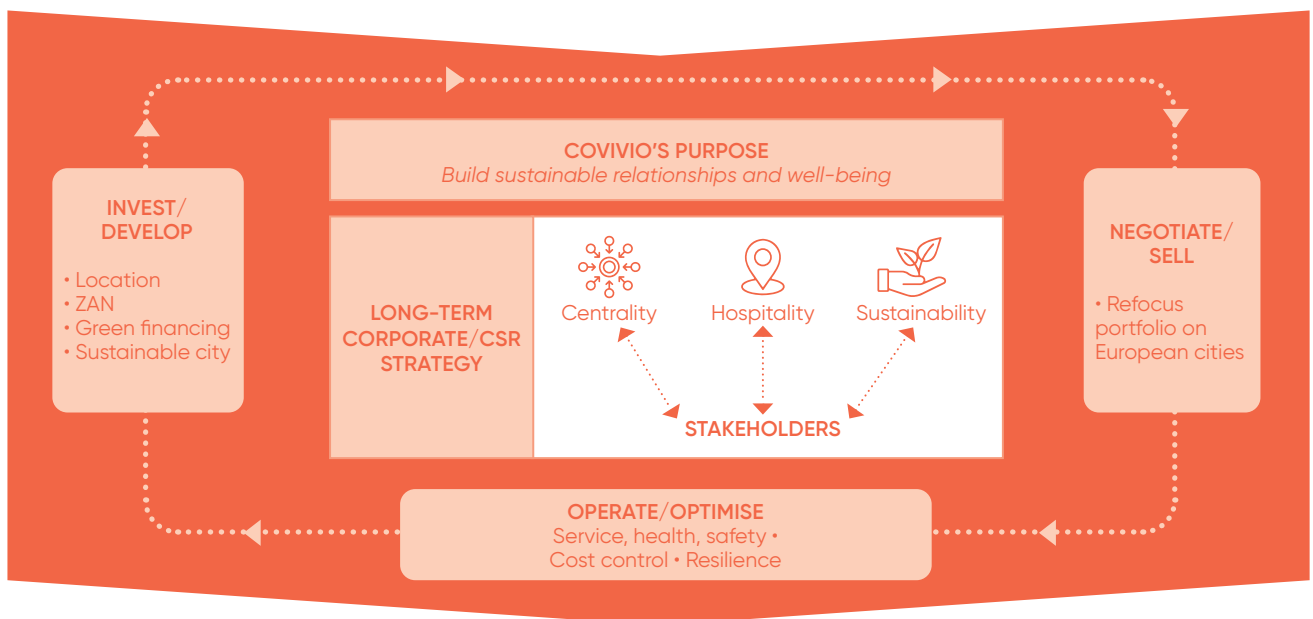 COVIVIO’S PURPOSE
Build sustainable relationships and well-being
INVEST/
DEVELOP
• Location
• ZAN
• Green financing
• Sustainable city
LONG-TERM
CORPORATE/CSR
STRATEGY
Centrality
Hospitality
Sustainability
STAKEHOLDERS
NEGOTIATE/
SELL
• Refocus
portfolio on
European cities
OPERATE/OPTIMISE
Service, health, safety •
Cost control • Resilience